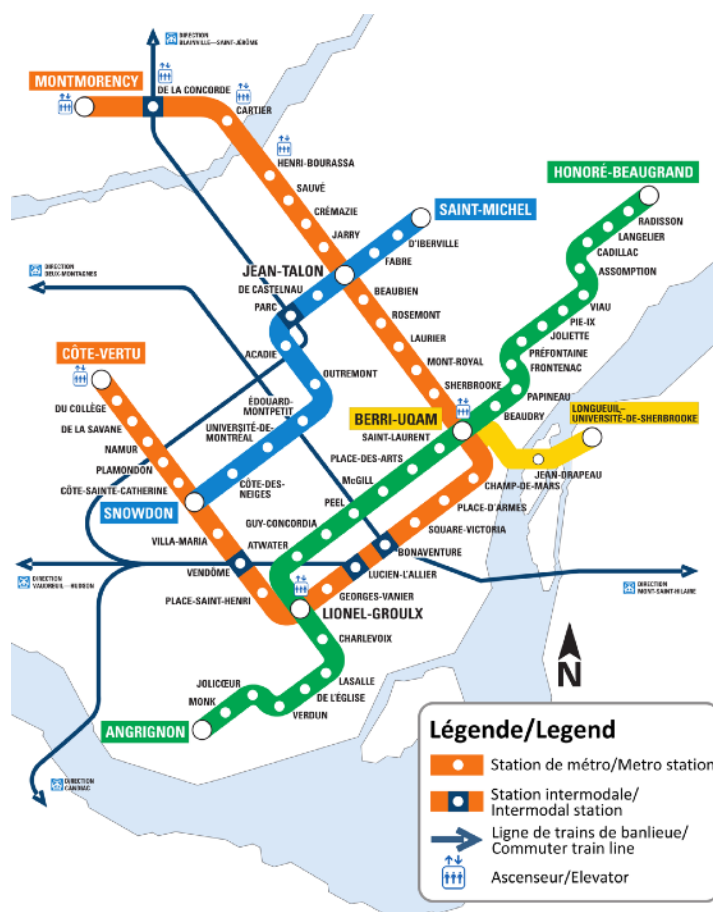 DIRECTION
BLAINVILLE—SAINT-JÉRÔME
MONTMORENCY
DE LA CONCORDE
CARTIER
HENRI-BOURASSA
SAUVÉ
CRÉMAZIE
JARRY
HONORÉ-BEAUGRAND
RADISSON
LANGELIER
CADILLAC
ASSOMPTION
VIAU
PIE-IX
JOLIETTE
PRÉFONTAINE
FRONTENAC
PAPINEAU
BEAUDRY
SAINT-MICHEL
D'IBERVILLE
FABRE
JEAN-TALON
DE CASTELNAU
PARC
ACADIE
OUTREMONT
ÉDOUARD-
MONTPETIT
UNIVERSITÉ-DE-
MONTREAL
CÔTE-DES-
NEIGES
SNOWDON
BEAUBIEN
ROSEMONT
LAURIER
MONT-ROYAL
SHERBROOKE
BERRI-UQAM
DIRECTION
DEUX-MONTAGNES
CÔTE-VERTU
DU COLLÈGE
DE LA SAVANE
NAMUR
PLAMONDON
CÔTE-SAINTE-CATHERINE
VILLA-MARIA
VENDÔME
PLACE-SAINT-HENRI
LONGUEUIL–
UNIVERSITÉ-DE-SHERBROOKE
JEAN-DRAPEAU
SAINT-LAURENT
PLACE-DES-ARTS
McGILL
PEEL
GUY-CONCORDIA
ATWATER
CHAMP-DE-MARS
PLACE-D'ARMES
SQUARE-VICTORIA
BONAVENTURE
LUCIEN-L'ALLIER
GEORGES-VANIER
LIONEL-GROULX
DIRECTION
VAUDREUIL—HUDSON
DIRECTION
MONT-SAINT-HILAIRE
CHARLEVOIX
LASALLE
DE L'ÉGLISE
VERDUN
JOLICŒUR
MONK
ANGRIGNON
DIRECTION
CANDIAC
N
Légende/Legend
Station de métro/Metro station
Station intermodale/
Intermodal station
Ligne de trains de banlieue/
Commuter train line
Ascenseur/Elevator